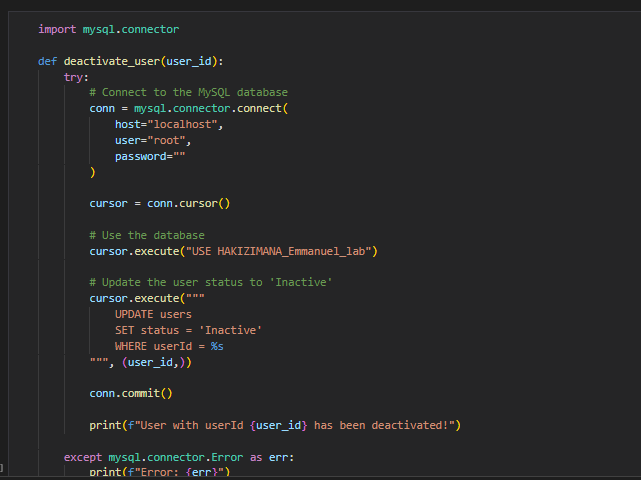 import mysql.connector
def deactivate_user(user_id):
try:
# Connect to the MySQL database
conn = mysql.connector.connect(
host="localhost",
user="root",
password=""
)
cursor = conn.cursor()
# Use the database
cursor.execute("USE HAKIZIMANA_Emmanuel_lab")
# Update the user status to 'Inactive'
cursor.execute("""
UPDATE users
SET status = 'Inactive'
WHERE userId = %s
""", (user_id,))
conn.commit()
print(f"User with userId {user_id} has been deactivated!")
except mysql.connector.Error as err:
print(f"Error: {err}")